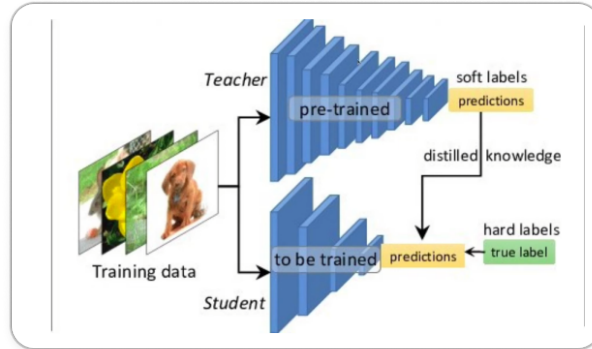 Teacher
pre-trained
soft labels
predictions
distilled knowledge
Training data
Student
to be trained
predictions
hard labels
true label